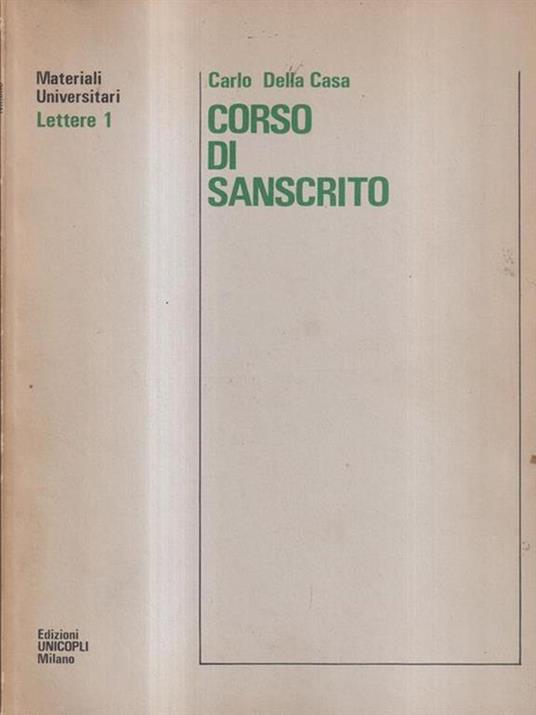 Materiali
Universitari
Lettere 1
Carlo Della Casa
CORSO
DI
SANSCRITO
Edizioni
UNICOPLI
Milano